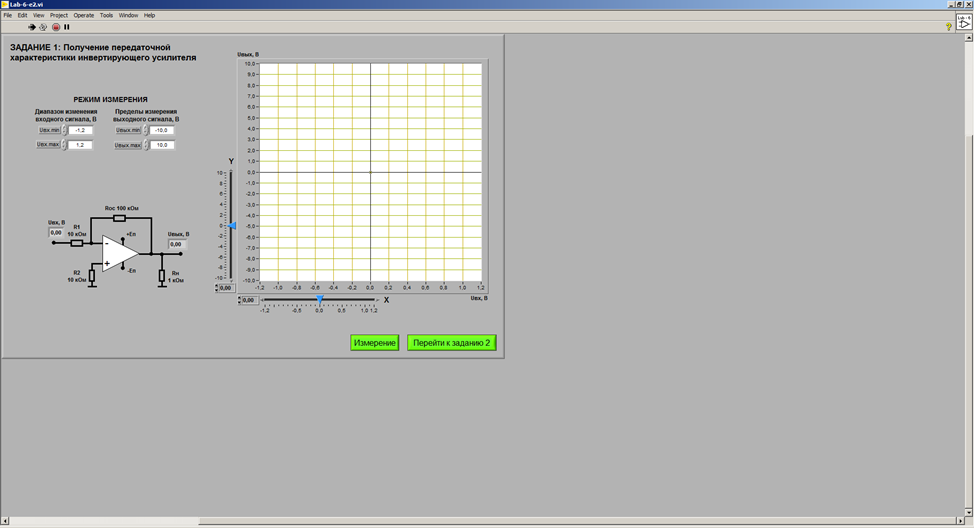 Lab-6-e2.vi
File Edit View Project Operate Tools Window Help
Lab - 6
ЗАДАНИЕ 1: Получение передаточной
характеристики инвертирующего усилителя
РЕЖИМ ИЗМЕРЕНИЯ
Диапазон изменения
входного сигнала, В
Uвх.min -1,2
Uвх.max 1,2
Пределы измерения
выходного сигнала, В
Uвых.min -10,0
Uвых.max 10,0
Uвых, В
10,0
9,0
8,0
7,0
6,0
5,0
4,0
3,0
2,0
1,0
0,0
-1,0
-2,0
-3,0
-4,0
-5,0
-6,0
-7,0
-8,0
-9,0
-10,0
-1,2 -1,0 -0,8 -0,6 -0,4 -0,2 0,0 0,2 0,4 0,6 0,8 1,0 1,2
Uвх, В
Y
10
8
6
4
2
0
-2
-4
-6
-8
-10
0,00
0,00
X
-1,2 -0,5 0,0 0,5 1,0 1,2
Rос 100 кОм
Uвх, В
0,00
R1
10 кОм
+Еп
-
+
-Еп
Uвых, В
0,00
R2
10 кОм
Rн
1 кОм
Измерение
Перейти к заданию 2